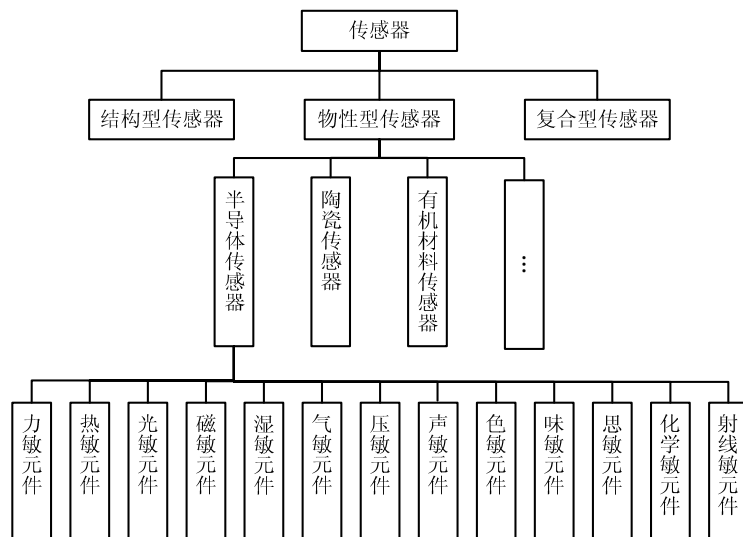 传感器
结构型传感器
物性型传感器
复合型传感器
半导体传感器
陶瓷传感器
有机材料传感器
…
力敏元件
热敏元件
光敏元件
磁敏元件
湿敏元件
气敏元件
压敏元件
声敏元件
色敏元件
味敏元件
思敏元件
化学敏元件
射线敏元件